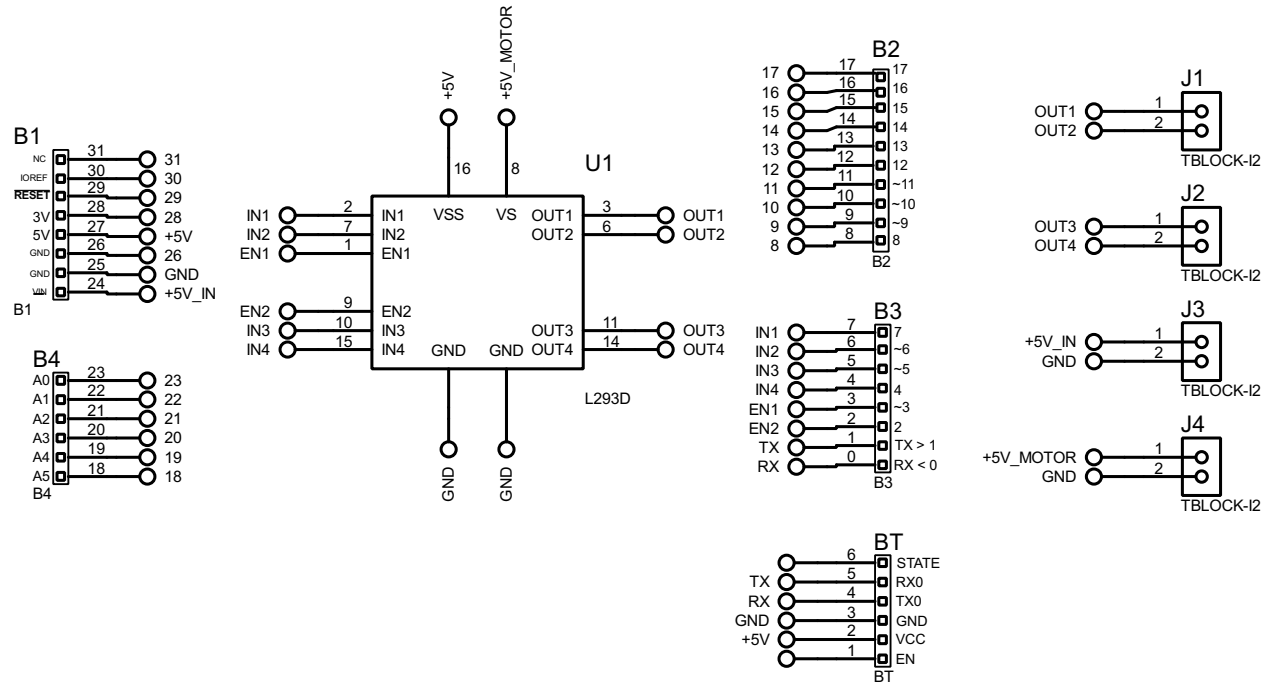 B1
NC 31 31
IOREF 30 30
RESET 29 29
3V 28 28
5V 27 +5V
GND 26 26
GND 25 GND
VIN 24 +5V_IN
B1
B4
A0 23 23
A1 22 22
A2 21 21
A3 20 20
A4 19 19
A5 18 18
B4
+5V
+5V_MOTOR
16
8
U1
VSS
VS
IN1 2 IN1
IN2 7 IN2
EN1 1 EN1
EN2 9 EN2
IN3 10 IN3
IN4 15 IN4
OUT1 3 OUT1
OUT2 6 OUT2
OUT3 11 OUT3
OUT4 14 OUT4
GND
GND
L293D
GND
GND
B2
17 17 17
16 16 16
15 15 15
14 14 14
13 13 13
12 12 12
11 11 ~11
10 10 ~10
9 9 ~9
8 8 8
B2
B3
IN1 7 7
IN2 6 ~6
IN3 5 ~5
IN4 4 4
EN1 3 ~3
EN2 2 2
TX 1 TX > 1
RX 0 RX < 0
B3
BT
6 STATE
TX 5 RX0
RX 4 TX0
GND 3 GND
+5V 2 VCC
1 EN
BT
J1
OUT1 1
OUT2 2
TBLOCK-I2
J2
OUT3 1
OUT4 2
TBLOCK-I2
J3
+5V_IN 1
GND 2
TBLOCK-I2
J4
+5V_MOTOR 1
GND 2
TBLOCK-I2